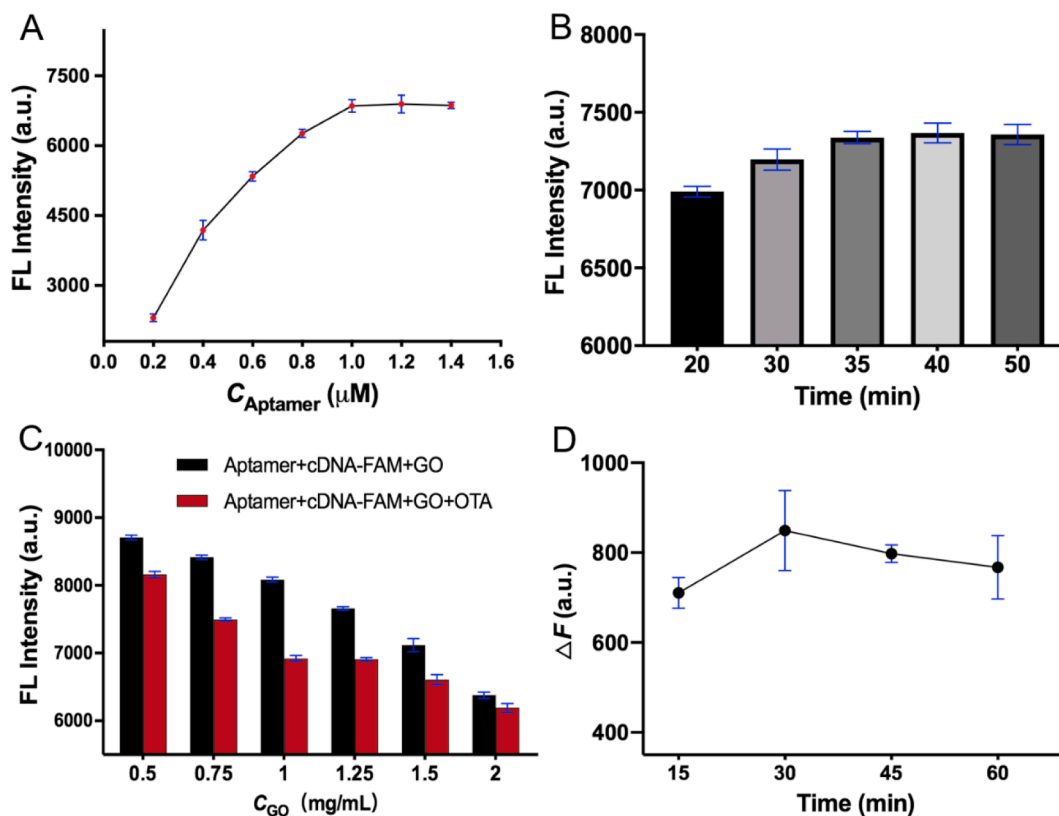 A
FL Intensity (a.u.)
7500
6000
4500
3000
0.0 0.2 0.4 0.6 0.8 1.0 1.2 1.4 1.6
C Aptamer (μM)
B
FL Intensity (a.u.)
8000
7500
7000
6500
6000
20 30 35 40 50
Time (min)
C
FL Intensity (a.u.)
10000
9000
8000
7000
6000
Aptamer+cDNA-FAM+GO
Aptamer+cDNA-FAM+GO+OTA
0.5 0.75 1 1.25 1.5 2
C GO (mg/mL)
D
△F (a.u.)
1000
800
600
400
15 30 45 60
Time (min)